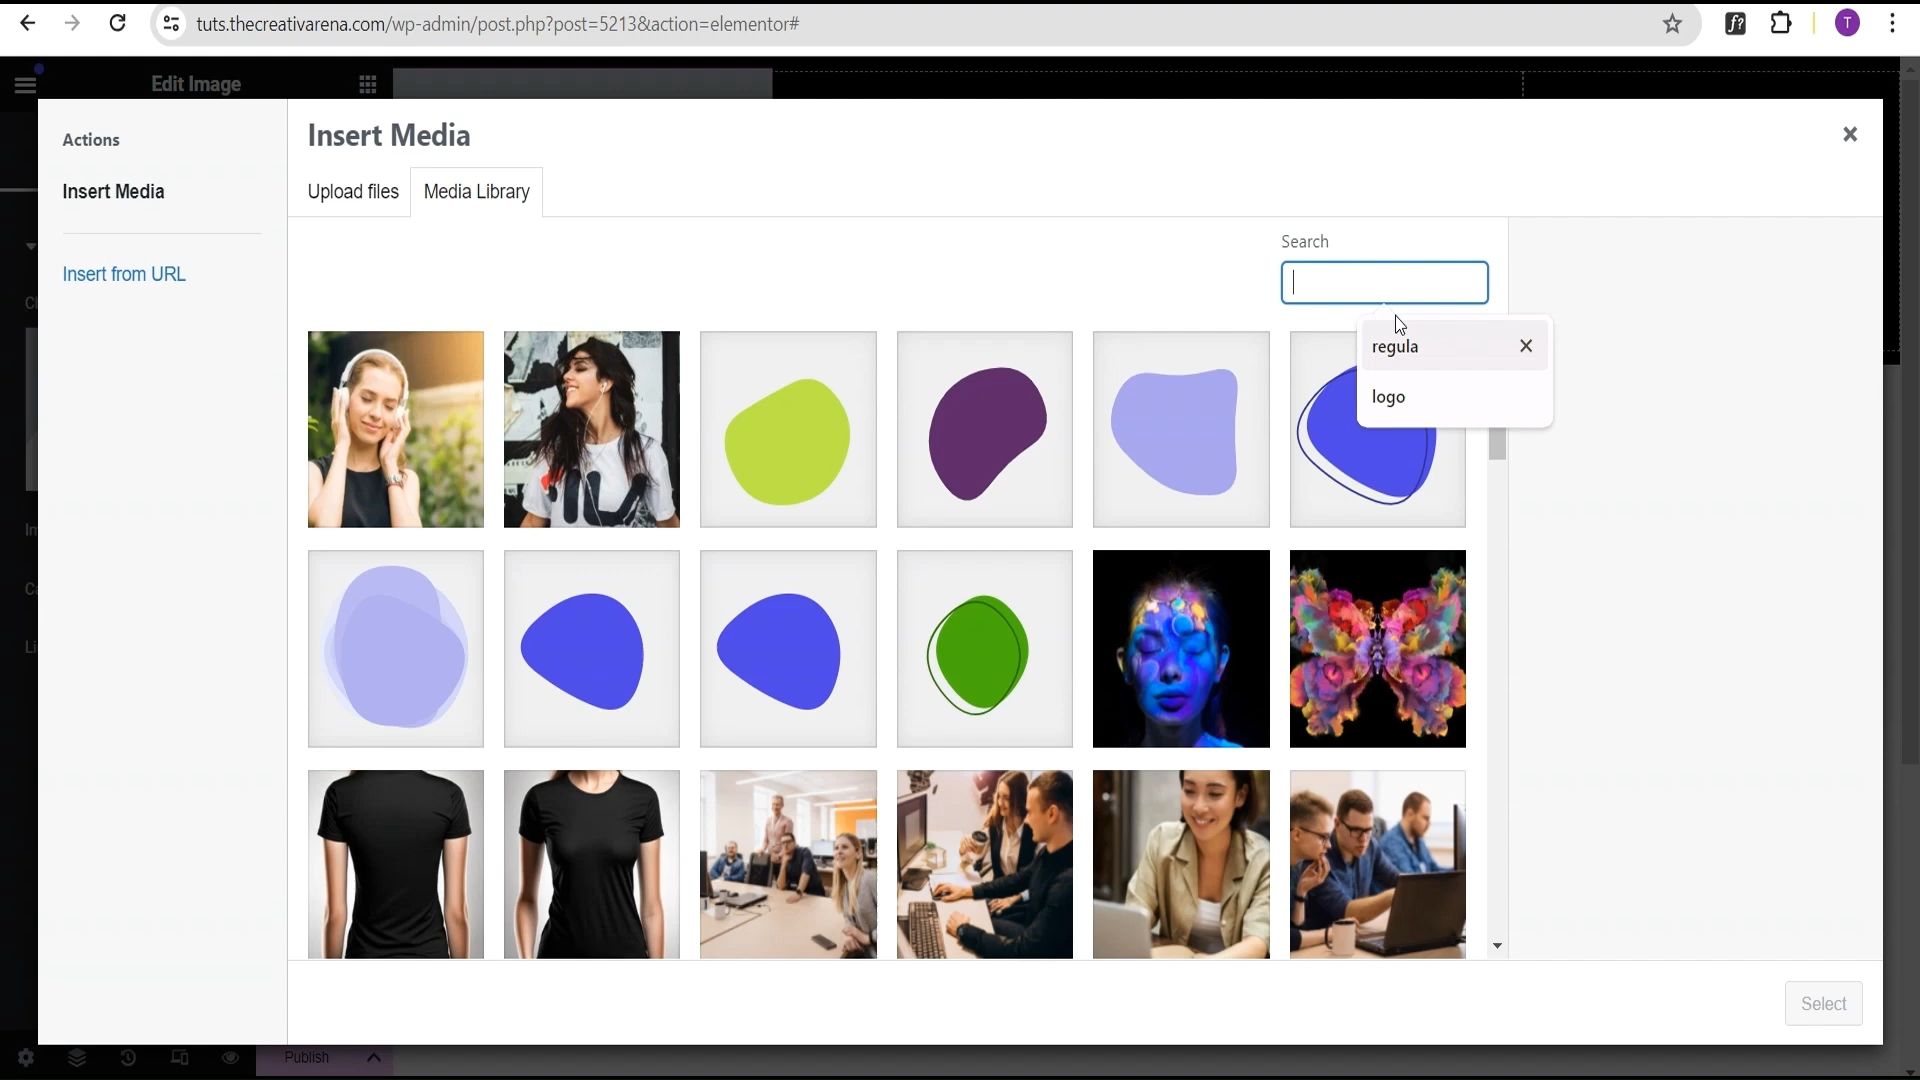 tuts.thecreativarena.com/wp-admin/post.php?post=5213&action=elementor#
f?
T
Edit Image
Actions
Insert Media
Insert from URL
Insert Media
Upload files
Media Library
Search
regula
logo
Select
Publish